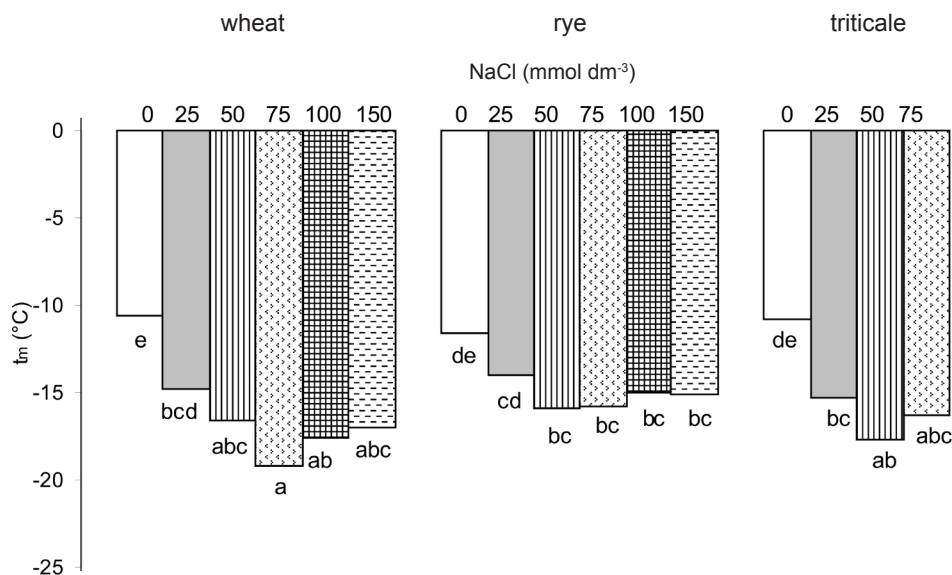 wheat rye triticale
NaCl (mmol dm-3)
0 25 50 75 100 150 0 25 50 75 100 150 0 25 50 75
0
-5
-10
-15
-20
-25
tm (°C)
e bcd abc a ab abc
de cd bc bc bc bc
de bc ab abc